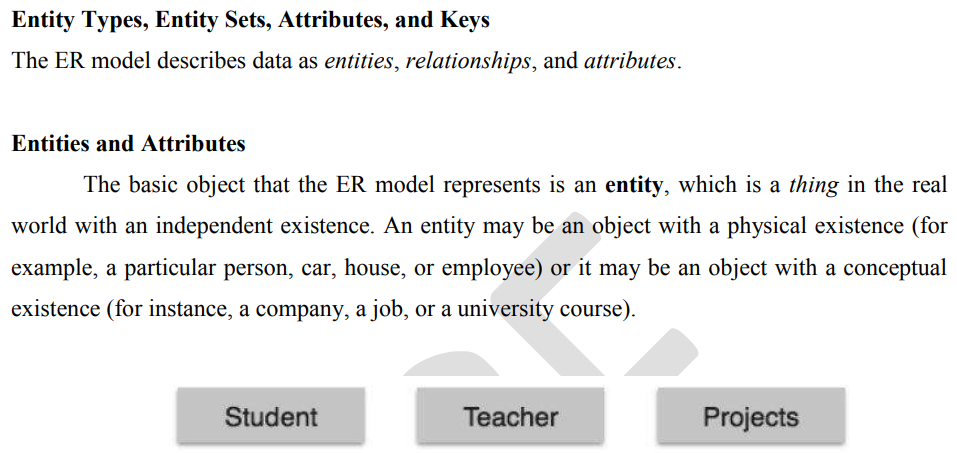 Entity Types, Entity Sets, Attributes, and Keys
The ER model describes data as entities, relationships, and attributes.
Entities and Attributes
The basic object that the ER model represents is an entity, which is a thing in the real
world with an independent existence. An entity may be an object with a physical existence (for
example, a particular person, car, house, or employee) or it may be an object with a conceptual
existence (for instance, a company, a job, or a university course).
Student Teacher Projects